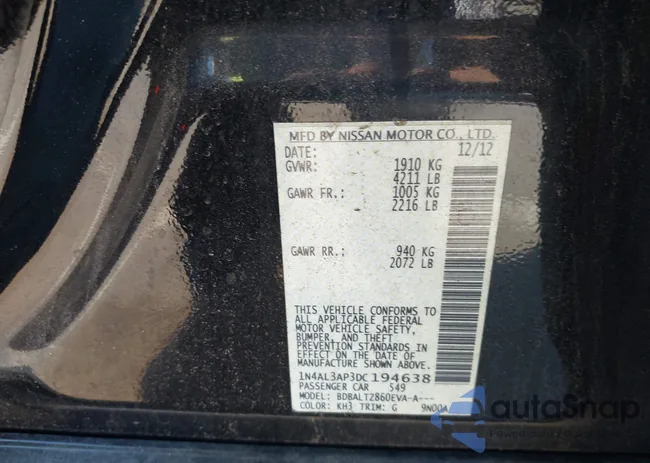 MFD BY NISSAN MOTOR CO., LTD.
DATE: 12/12
GVWR: 1910 KG
4211 LB
GAWR FR.: 1005 KG
2216 LB
GAWR RR.: 940 KG
2072 LB
THIS VEHICLE CONFORMS TO
ALL APPLICABLE FEDERAL
MOTOR VEHICLE SAFETY,
BUMPER, AND THEFT
PREVENTION STANDARDS IN
EFFECT ON THE DATE OF
MANUFACTURE SHOWN ABOVE.
1N4AL3AP3DC194638
PASSENGER CAR 549
MODEL: BDBALTZ860EVA-A---
COLOR: KH3 TRIM: G 9N00A
autoSnap